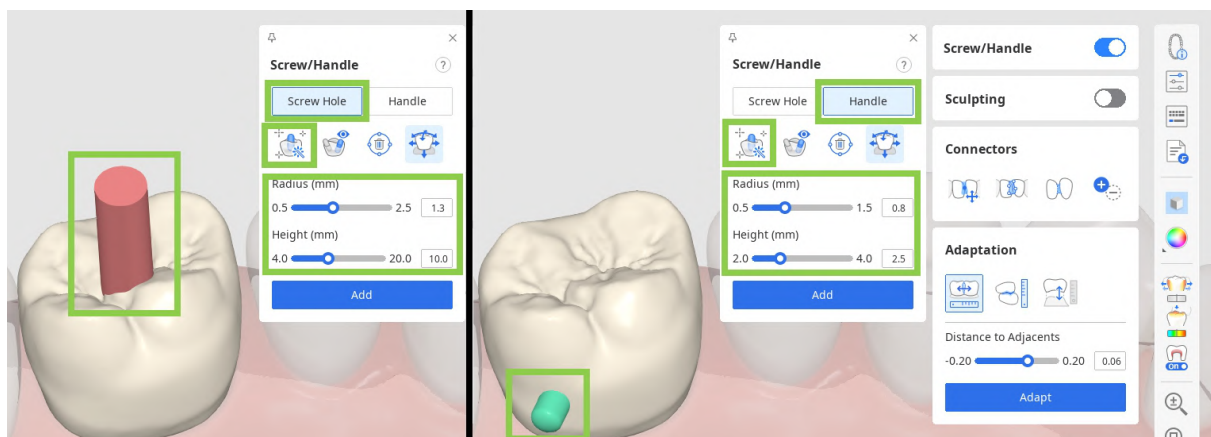 Screw/Handle
?
Screw Hole
Handle
Radius (mm)
0.5
2.5
1.3
Height (mm)
4.0
20.0
10.0
Add
Screw/Handle
?
Screw Hole
Handle
Radius (mm)
0.5
1.5
0.8
Height (mm)
2.0
4.0
2.5
Add
Screw/Handle
Sculpting
Connectors
Adaptation
Distance to Adjacents
-0.20
0.20
0.06
Adapt
ON